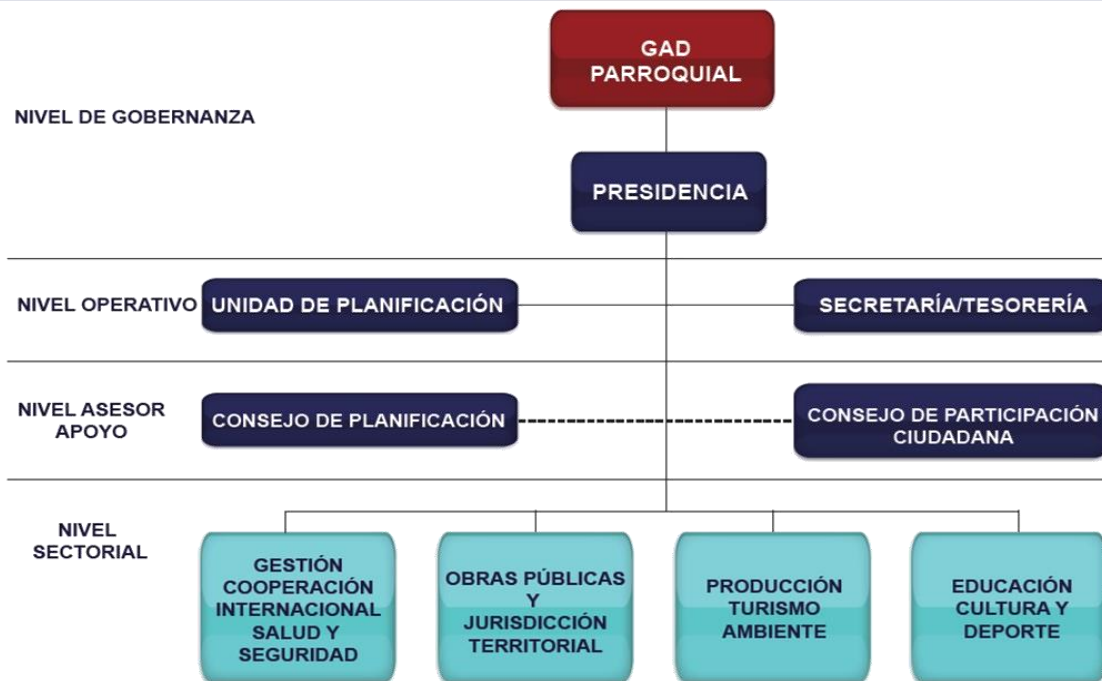 GAD
PARROQUIAL
NIVEL DE GOBERNANZA
PRESIDENCIA
NIVEL OPERATIVO
UNIDAD DE PLANIFICACIÓN
SECRETARÍA/TESORERÍA
NIVEL ASESOR
APOYO
CONSEJO DE PLANIFICACIÓN
CONSEJO DE PARTICIPACIÓN
CIUDADANA
NIVEL
SECTORIAL
GESTIÓN
COOPERACIÓN
INTERNACIONAL
SALUD Y
SEGURIDAD
OBRAS PÚBLICAS
Y
JURISDICCIÓN
TERRITORIAL
PRODUCCIÓN
TURISMO
AMBIENTE
EDUCACIÓN
CULTURA Y
DEPORTE